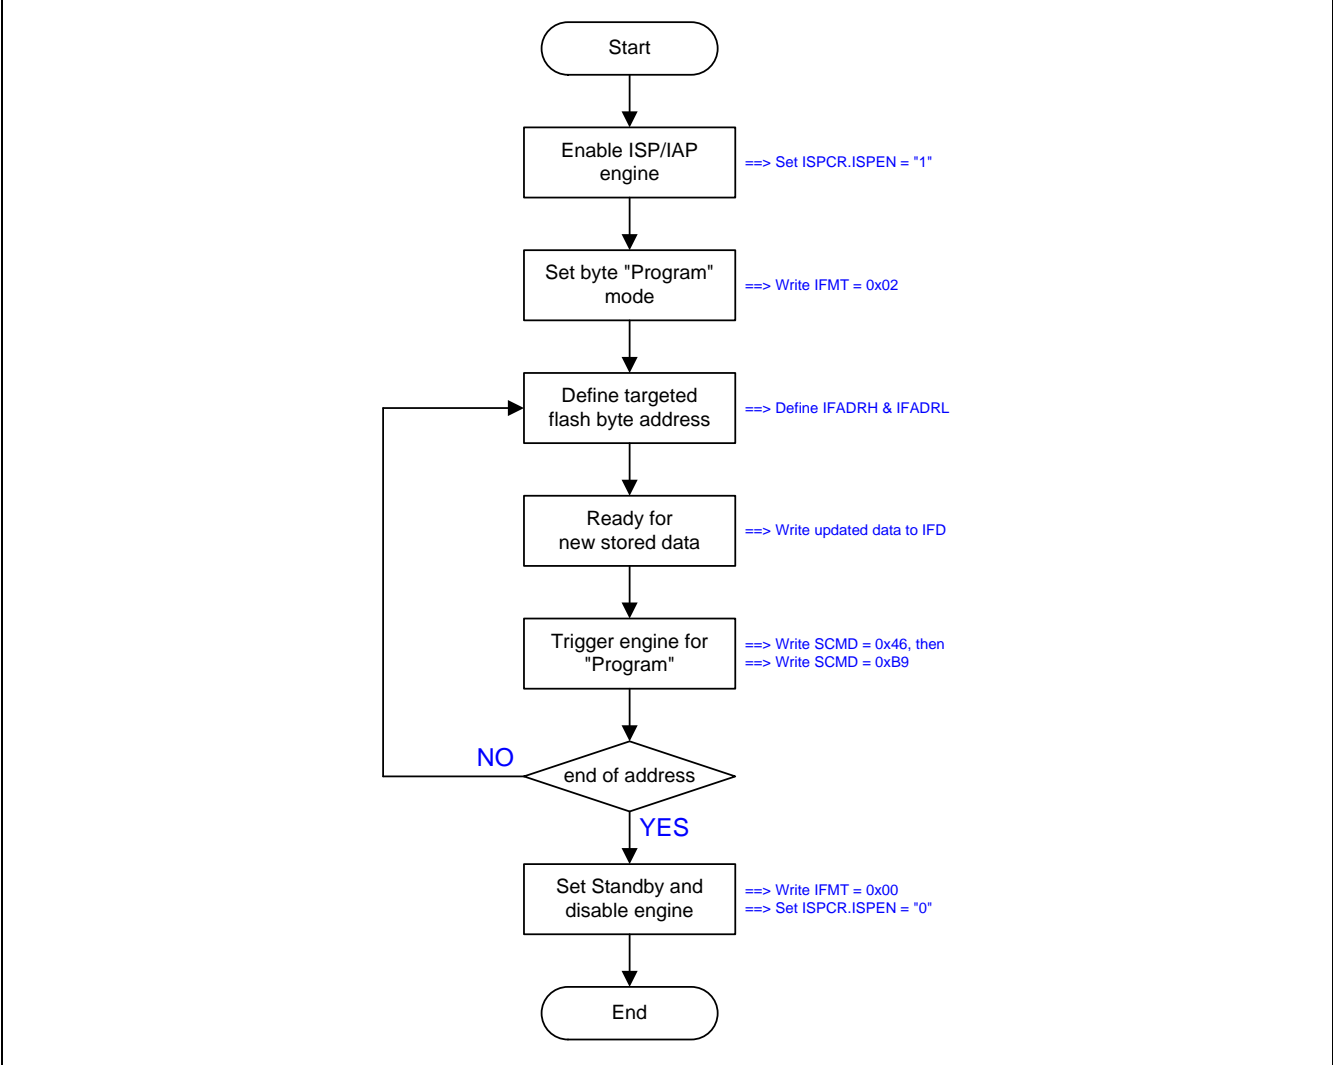 Start
Enable ISP/IAP
engine
==> Set ISPCR.ISPEN = "1"
Set byte "Program"
mode
==> Write IFMT = 0x02
Define targeted
flash byte address
==> Define IFADRH & IFADRL
Ready for
new stored data
==> Write updated data to IFD
Trigger engine for
"Program"
==> Write SCMD = 0x46, then
==> Write SCMD = 0xB9
NO
end of address
YES
Set Standby and
disable engine
==> Write IFMT = 0x00
==> Set ISPCR.ISPEN = "0"
End